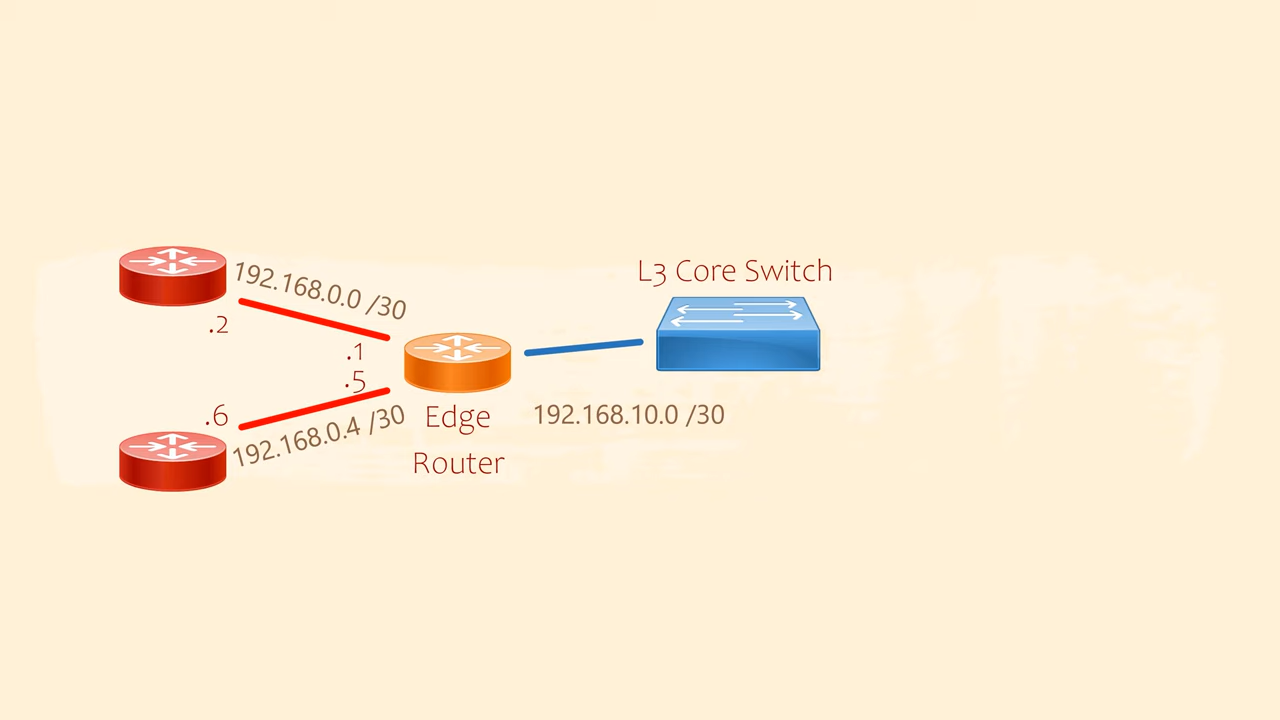 192.168.0.0 /30
L3 Core Switch
.2
.1
.5
.6
192.168.0.4 /30
Edge
Router
192.168.10.0 /30